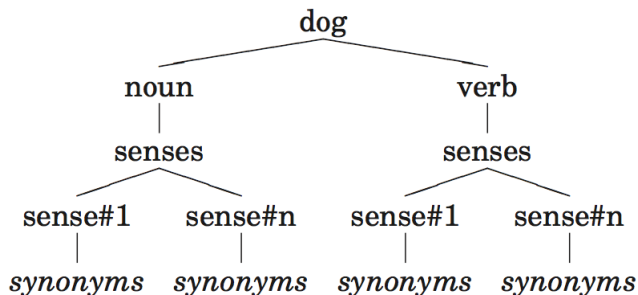 dog
noun verb
senses senses
sense#1 sense#n sense#1 sense#n
synonyms synonyms synonyms synonyms